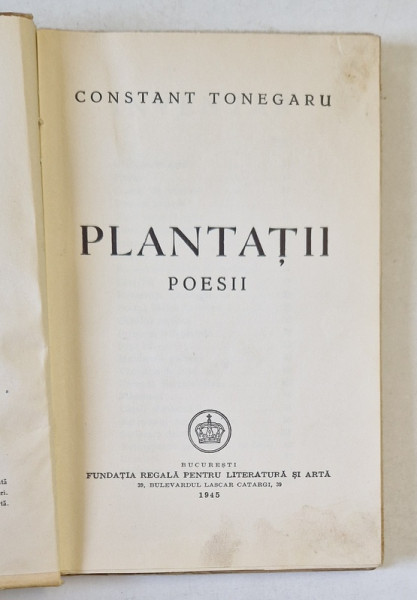 CONSTANT TONEGARU
PLANTAȚII
POESII
BUCUREȘTI
FUNDAȚIA REGALĂ PENTRU LITERATURĂ ȘI ARTĂ
39, BULEVARDUL LASCAR CATARGI, 39
1945